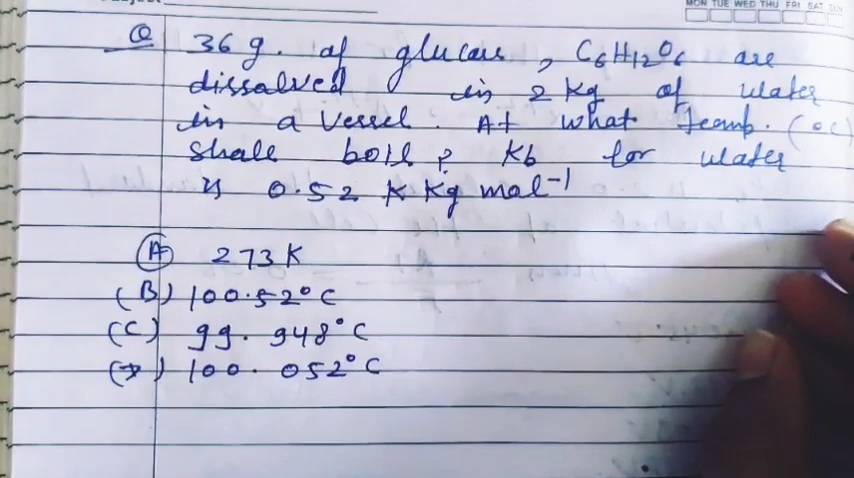 MON TUE WED THU FRI SAT SUN
Q 36 g. of glucose, C6H12O6 are
dissolved in 2 kg of water
in a vessel. At what temp. (°C)
shall boil? Kb for water
is 0.52 K Kg mol-1
(A) 273 K
(B) 100.52°C
(C) 99.948°C
100.052°C